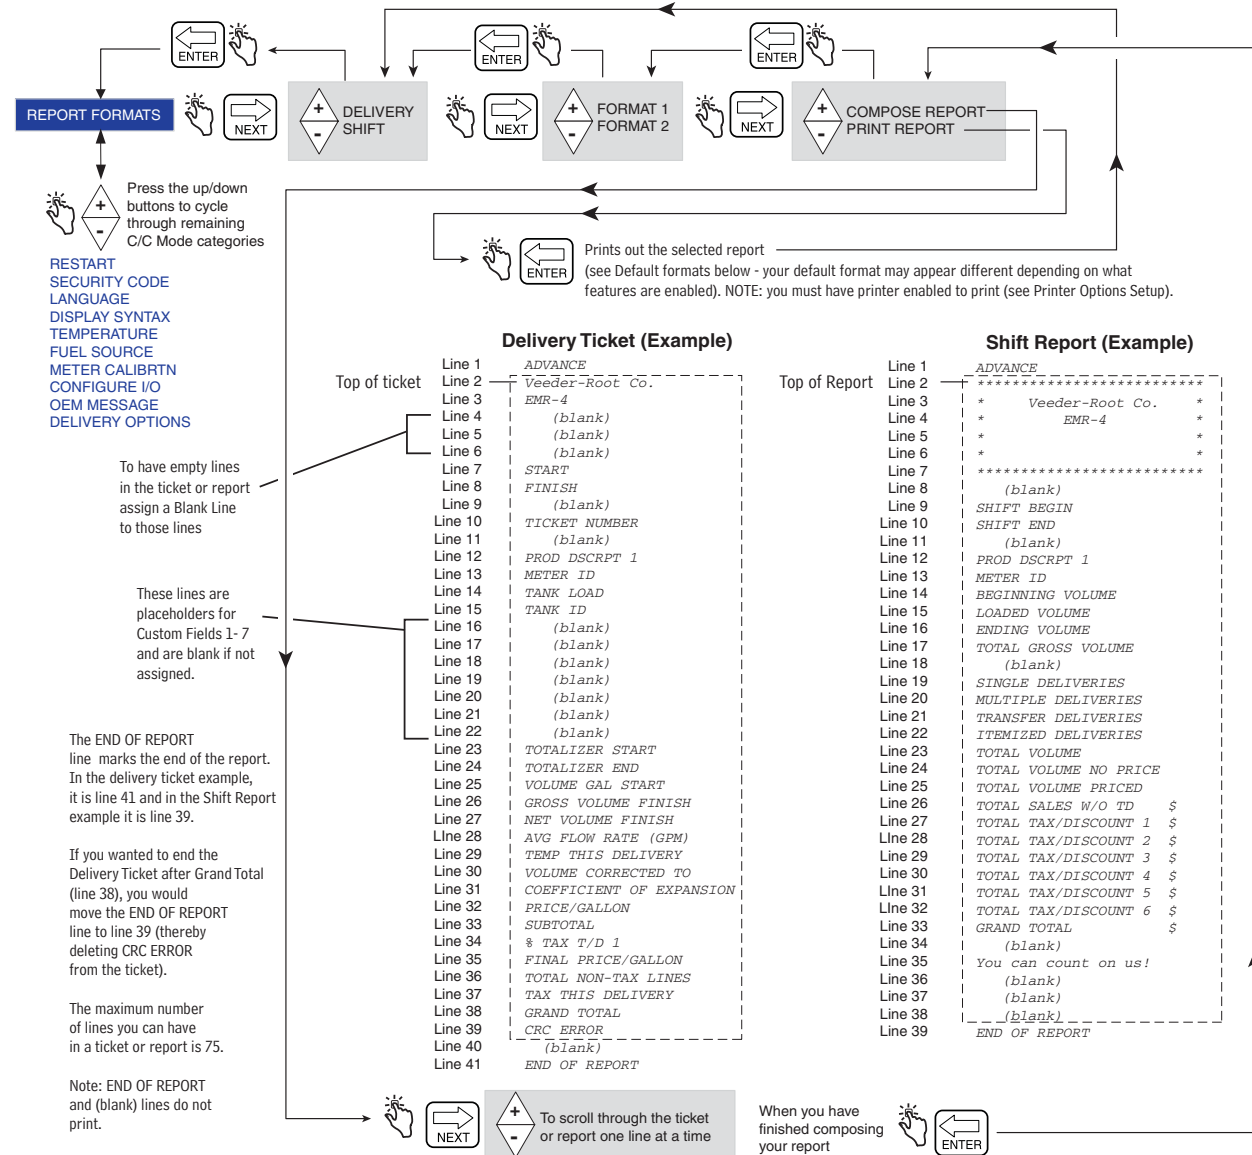 ENTER
ENTER
ENTER
REPORT FORMATS
NEXT
+
-
DELIVERY
SHIFT
NEXT
+
-
FORMAT 1
FORMAT 2
NEXT
+
-
COMPOSE REPORT
PRINT REPORT
+
-
Press the up/down
buttons to cycle
through remaining
C/C Mode categories
RESTART
SECURITY CODE
LANGUAGE
DISPLAY SYNTAX
TEMPERATURE
FUEL SOURCE
METER CALIBRTN
CONFIGURE I/O
OEM MESSAGE
DELIVERY OPTIONS
ENTER
Prints out the selected report
(see Default formats below - your default format may appear different depending on what
features are enabled). NOTE: you must have printer enabled to print (see Printer Options Setup).
To have empty lines
in the ticket or report
assign a Blank Line
to those lines
These lines are
placeholders for
Custom Fields 1- 7
and are blank if not
assigned.
The END OF REPORT
line marks the end of the report.
In the delivery ticket example,
it is line 41 and in the Shift Report
example it is line 39.
If you wanted to end the
Delivery Ticket after Grand Total
(line 38), you would
move the END OF REPORT
line to line 39 (thereby
deleting CRC ERROR
from the ticket).
The maximum number
of lines you can have
in a ticket or report is 75.
Note: END OF REPORT
and (blank) lines do not
print.
Delivery Ticket (Example)
Top of ticket
Line 1 ADVANCE
Line 2 Veeder-Root Co.
Line 3 EMR-4
Line 4 (blank)
Line 5 (blank)
Line 6 (blank)
Line 7 START
Line 8 FINISH
Line 9 (blank)
Line 10 TICKET NUMBER
Line 11 (blank)
Line 12 PROD DSCRPT 1
Line 13 METER ID
Line 14 TANK LOAD
Line 15 TANK ID
Line 16 (blank)
Line 17 (blank)
Line 18 (blank)
Line 19 (blank)
Line 20 (blank)
Line 21 (blank)
Line 22 (blank)
Line 23 TOTALIZER START
Line 24 TOTALIZER END
Line 25 VOLUME GAL START
Line 26 GROSS VOLUME FINISH
Line 27 NET VOLUME FINISH
LIne 28 AVG FLOW RATE (GPM)
Line 29 TEMP THIS DELIVERY
Line 30 VOLUME CORRECTED TO
Line 31 COEFFICIENT OF EXPANSION
Line 32 PRICE/GALLON
Line 33 SUBTOTAL
Line 34 % TAX T/D 1
Line 35 FINAL PRICE/GALLON
Line 36 TOTAL NON-TAX LINES
Line 37 TAX THIS DELIVERY
Line 38 GRAND TOTAL
Line 39 CRC ERROR
Line 40 (blank)
Line 41 END OF REPORT
Shift Report (Example)
Top of Report
Line 1 ADVANCE
Line 2 **************************
Line 3 * Veeder-Root Co. *
Line 4 * EMR-4 *
Line 5 * *
Line 6 * *
Line 7 **************************
Line 8 (blank)
Line 9 SHIFT BEGIN
Line 10 SHIFT END
Line 11 (blank)
Line 12 PROD DSCRPT 1
Line 13 METER ID
Line 14 BEGINNING VOLUME
Line 15 LOADED VOLUME
Line 16 ENDING VOLUME
Line 17 TOTAL GROSS VOLUME
Line 18 (blank)
Line 19 SINGLE DELIVERIES
Line 20 MULTIPLE DELIVERIES
Line 21 TRANSFER DELIVERIES
Line 22 ITEMIZED DELIVERIES
Line 23 TOTAL VOLUME
Line 24 TOTAL VOLUME NO PRICE
Line 25 TOTAL VOLUME PRICED
Line 26 TOTAL SALES W/O TD $
Line 27 TOTAL TAX/DISCOUNT 1 $
LIne 28 TOTAL TAX/DISCOUNT 2 $
Line 29 TOTAL TAX/DISCOUNT 3 $
Line 30 TOTAL TAX/DISCOUNT 4 $
LIne 31 TOTAL TAX/DISCOUNT 5 $
LIne 32 TOTAL TAX/DISCOUNT 6 $
Line 33 GRAND TOTAL $
Line 34 (blank)
Line 35 You can count on us!
Line 36 (blank)
Line 37 (blank)
Line 38 (blank)
Line 39 END OF REPORT
NEXT
+
-
To scroll through the ticket
or report one line at a time
When you have
finished composing
your report
ENTER